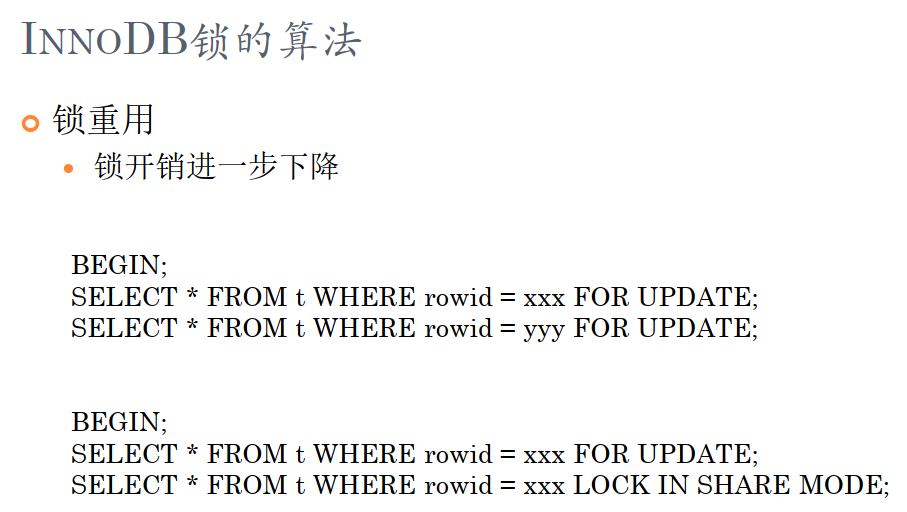 INNODB锁的算法
锁重用
锁开销进一步下降
BEGIN;
SELECT * FROM t WHERE rowid = xxx FOR UPDATE;
SELECT * FROM t WHERE rowid = yyy FOR UPDATE;
BEGIN;
SELECT * FROM t WHERE rowid = xxx FOR UPDATE;
SELECT * FROM t WHERE rowid = xxx LOCK IN SHARE MODE;